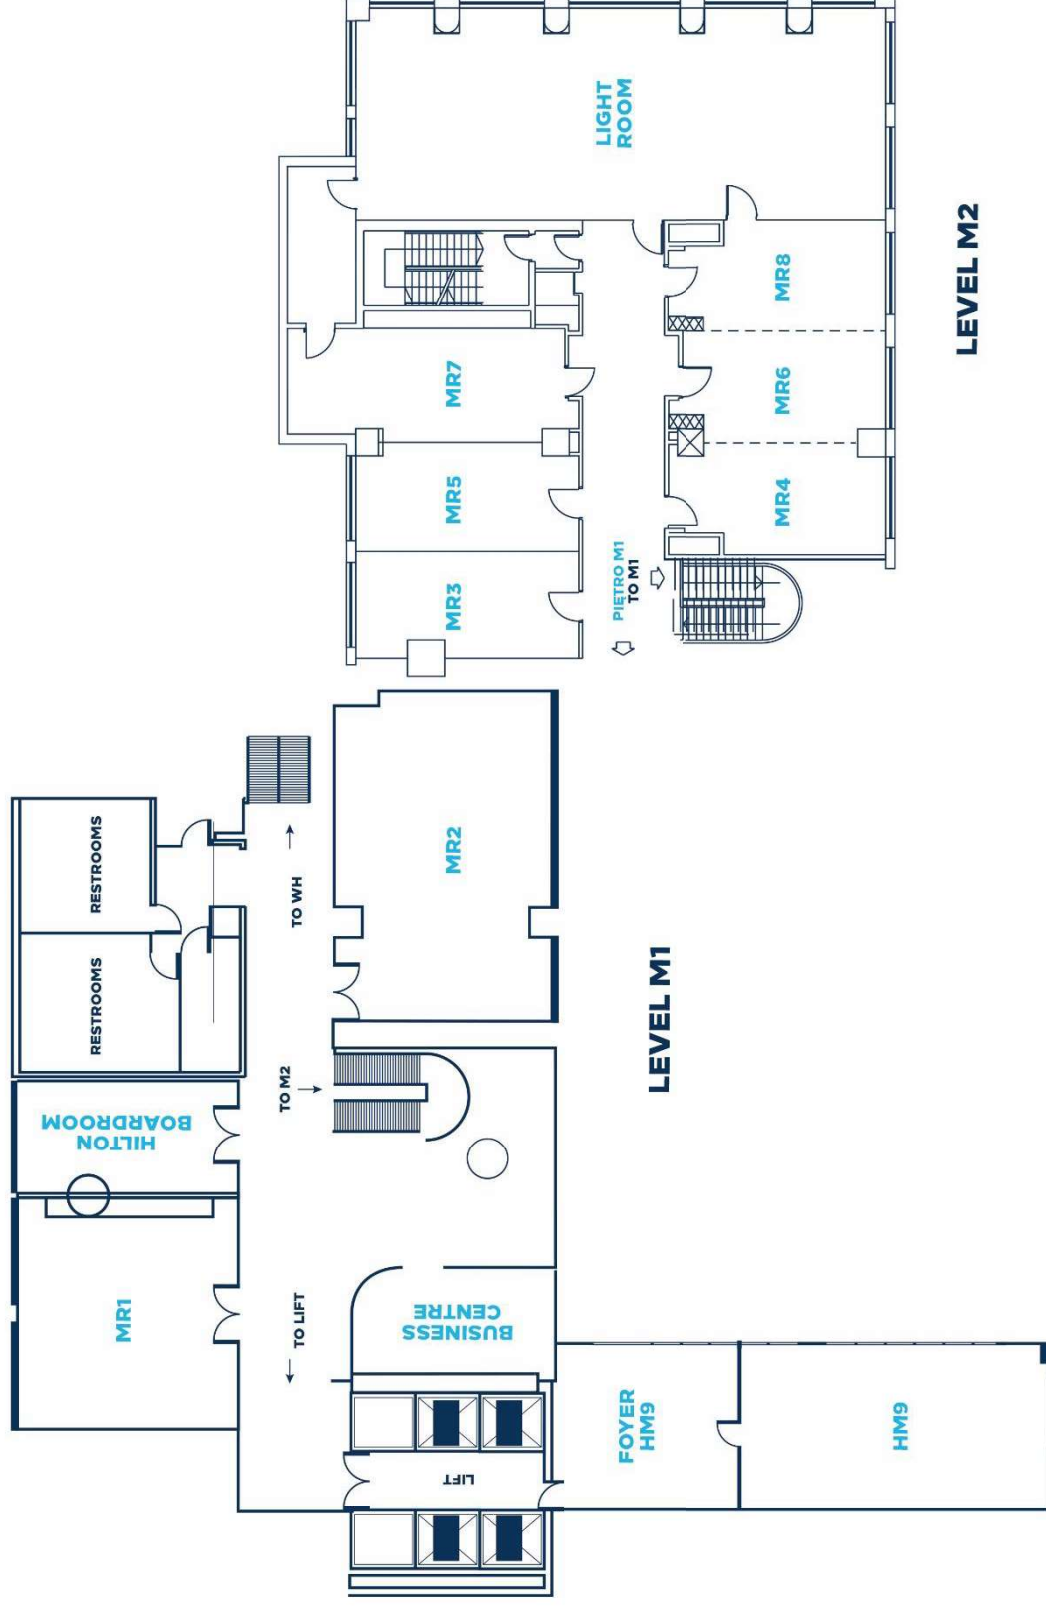 LIGHT
ROOM
MR7
MR5
MR3
MR8
MR6
MR4
PIETRO M1
TO M1
LEVEL M2
RESTROOMS
RESTROOMS
HILTON
BOARDROOM
MR1
TO WH
TO M2
TO LIFT
MR2
BUSINESS
CENTRE
LIFT
FOYER
HM9
HM9
LEVEL M1